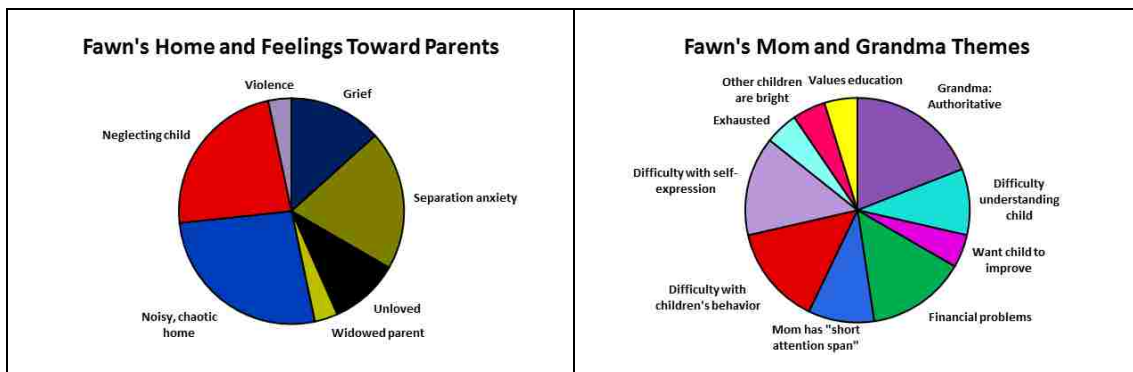 Fawn's Home and Feelings Toward Parents
Violence
Grief
Neglecting child
Separation anxiety
Unloved
Noisy, chaotic
home
Widowed parent
Fawn's Mom and Grandma Themes
Other children
are bright
Values education
Grandma:
Authoritative
Exhausted
Difficulty with self-
expression
Difficulty
understanding
child
Want child to
improve
Difficulty with
children's behavior
Financial problems
Mom has "short
attention span"